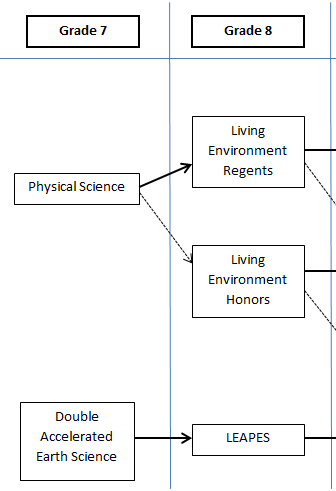 Grade 7
Grade 8
Living
Environment
Regents
Physical Science
Living
Environment
Honors
Double
Accelerated
Earth Science
LEAPES